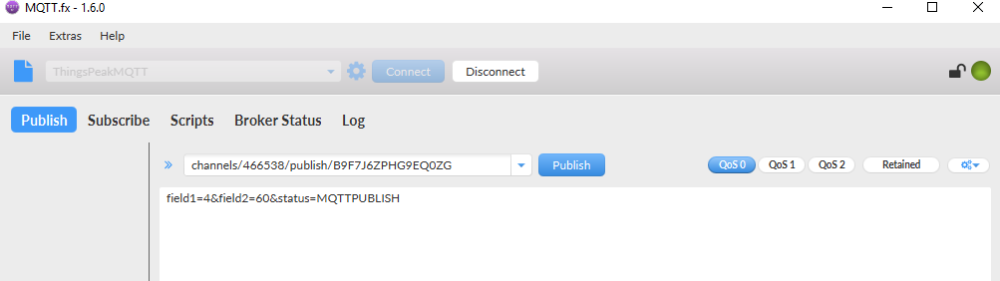 MQTT.fx - 1.6.0
File Extras Help
ThingsPeakMQTT Connect Disconnect
Publish Subscribe Scripts Broker Status Log
channels/466538/publish/B9F7J6ZPHG9EQ0ZG Publish QoS 0 QoS 1 QoS 2 Retained
field1=4&field2=60&status=MQTTPUBLISH